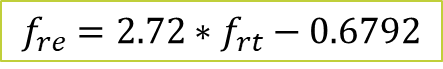 f_re = 2.72 * f_rt − 0.6792